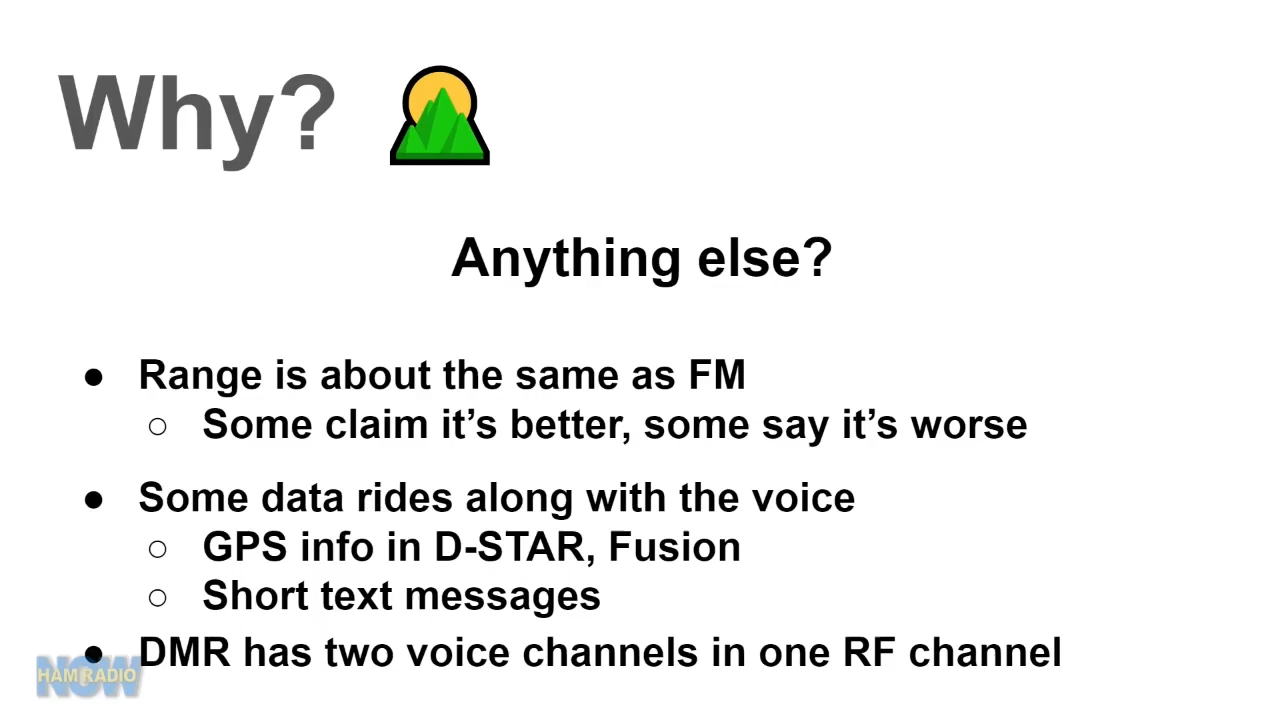 Why?
Anything else?
● Range is about the same as FM
○ Some claim it’s better, some say it’s worse
● Some data rides along with the voice
○ GPS info in D-STAR, Fusion
○ Short text messages
● DMR has two voice channels in one RF channel
HAM RADIO
NOW